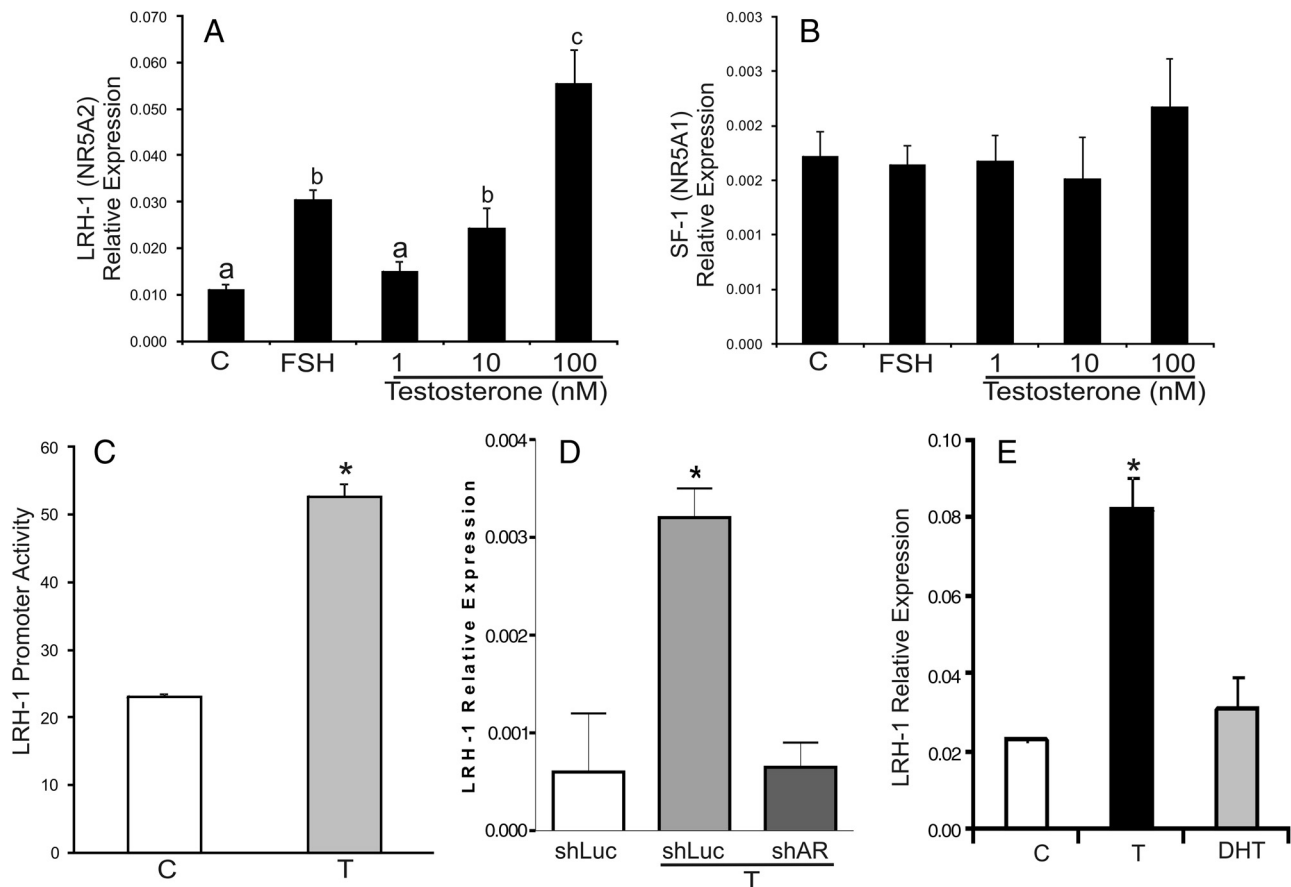 A
LRH-1 (NR5A2)
Relative Expression
0.070
0.060
0.050
0.040
0.030
0.020
0.010
0.000
a
b
a
b
c
C
FSH
1
10
100
Testosterone (nM)
B
SF-1 (NR5A1)
Relative Expression
0.003
0.003
0.002
0.002
0.001
0.001
0.000
C
FSH
1
10
100
Testosterone (nM)
C
LRH-1 Promoter Activity
60
50
40
30
20
10
0
*
C
T
D
LRH-1 Relative Expression
0.004
0.003
0.002
0.001
0.000
*
shLuc
shLuc
shAR
T
E
LRH-1 Relative Expression
0.10
0.08
0.06
0.04
0.02
0.00
*
C
T
DHT